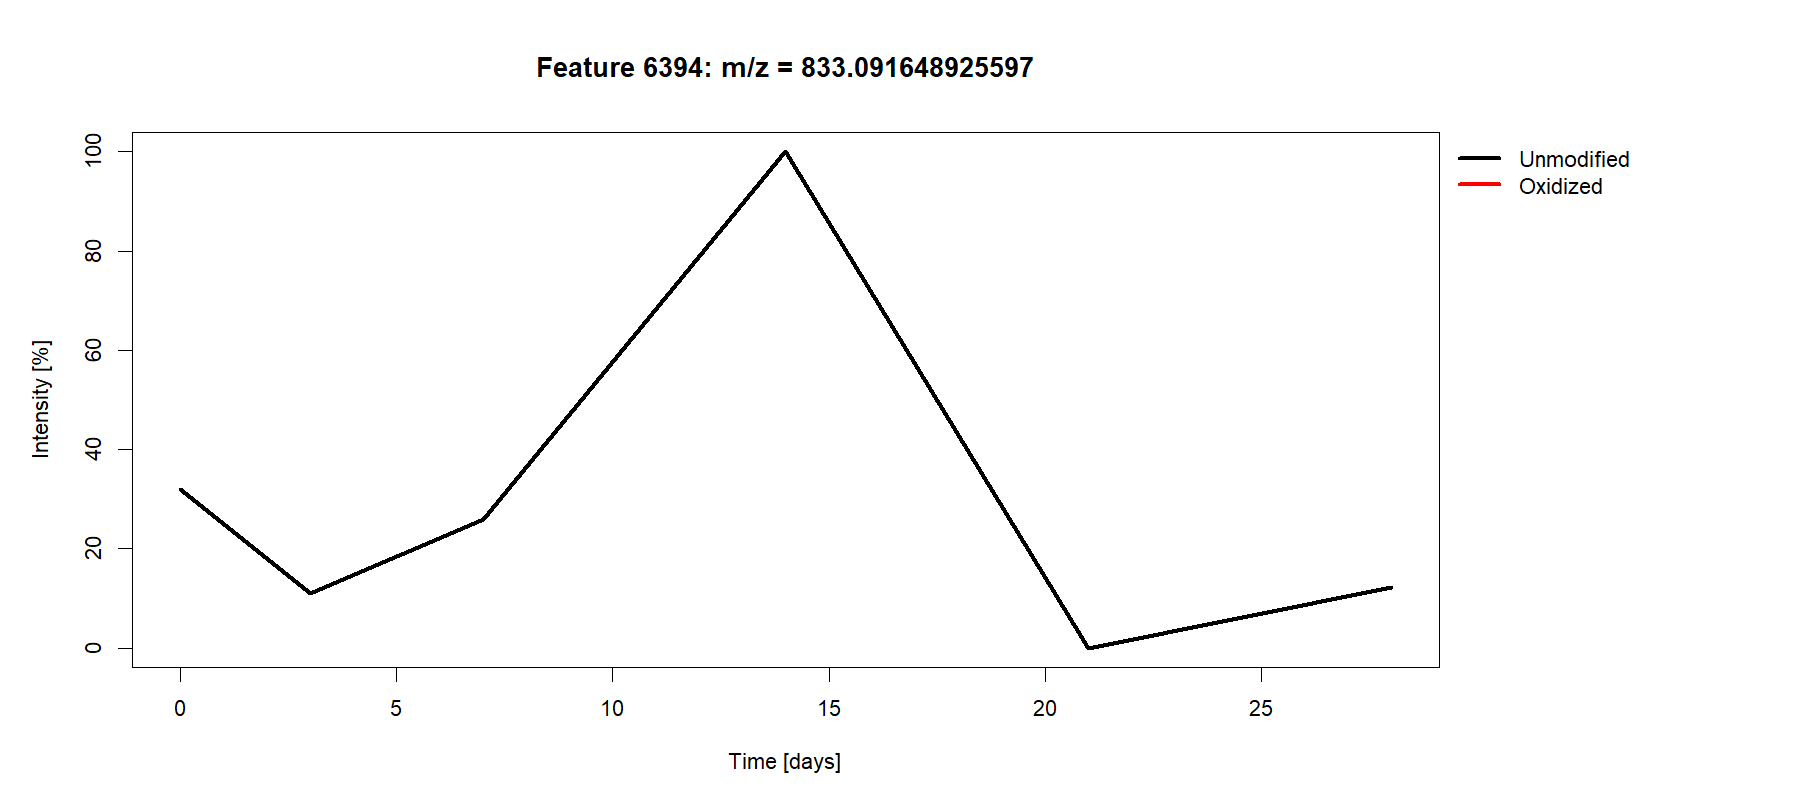 Feature 6394: m/z = 833.091648925597
Unmodified
Oxidized
Intensity [%]
100
80
60
40
20
0
0 5 10 15 20 25
Time [days]